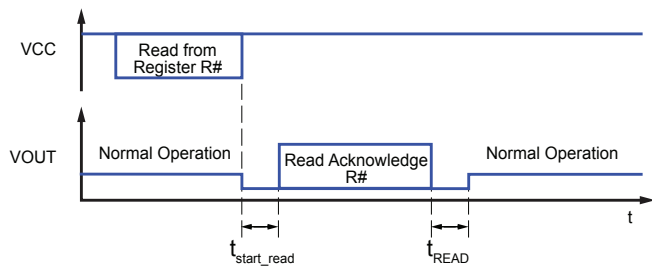 VCC
Read from
Register R#
VOUT
Normal Operation
Read Acknowledge
R#
Normal Operation
t
tstart_read
tREAD